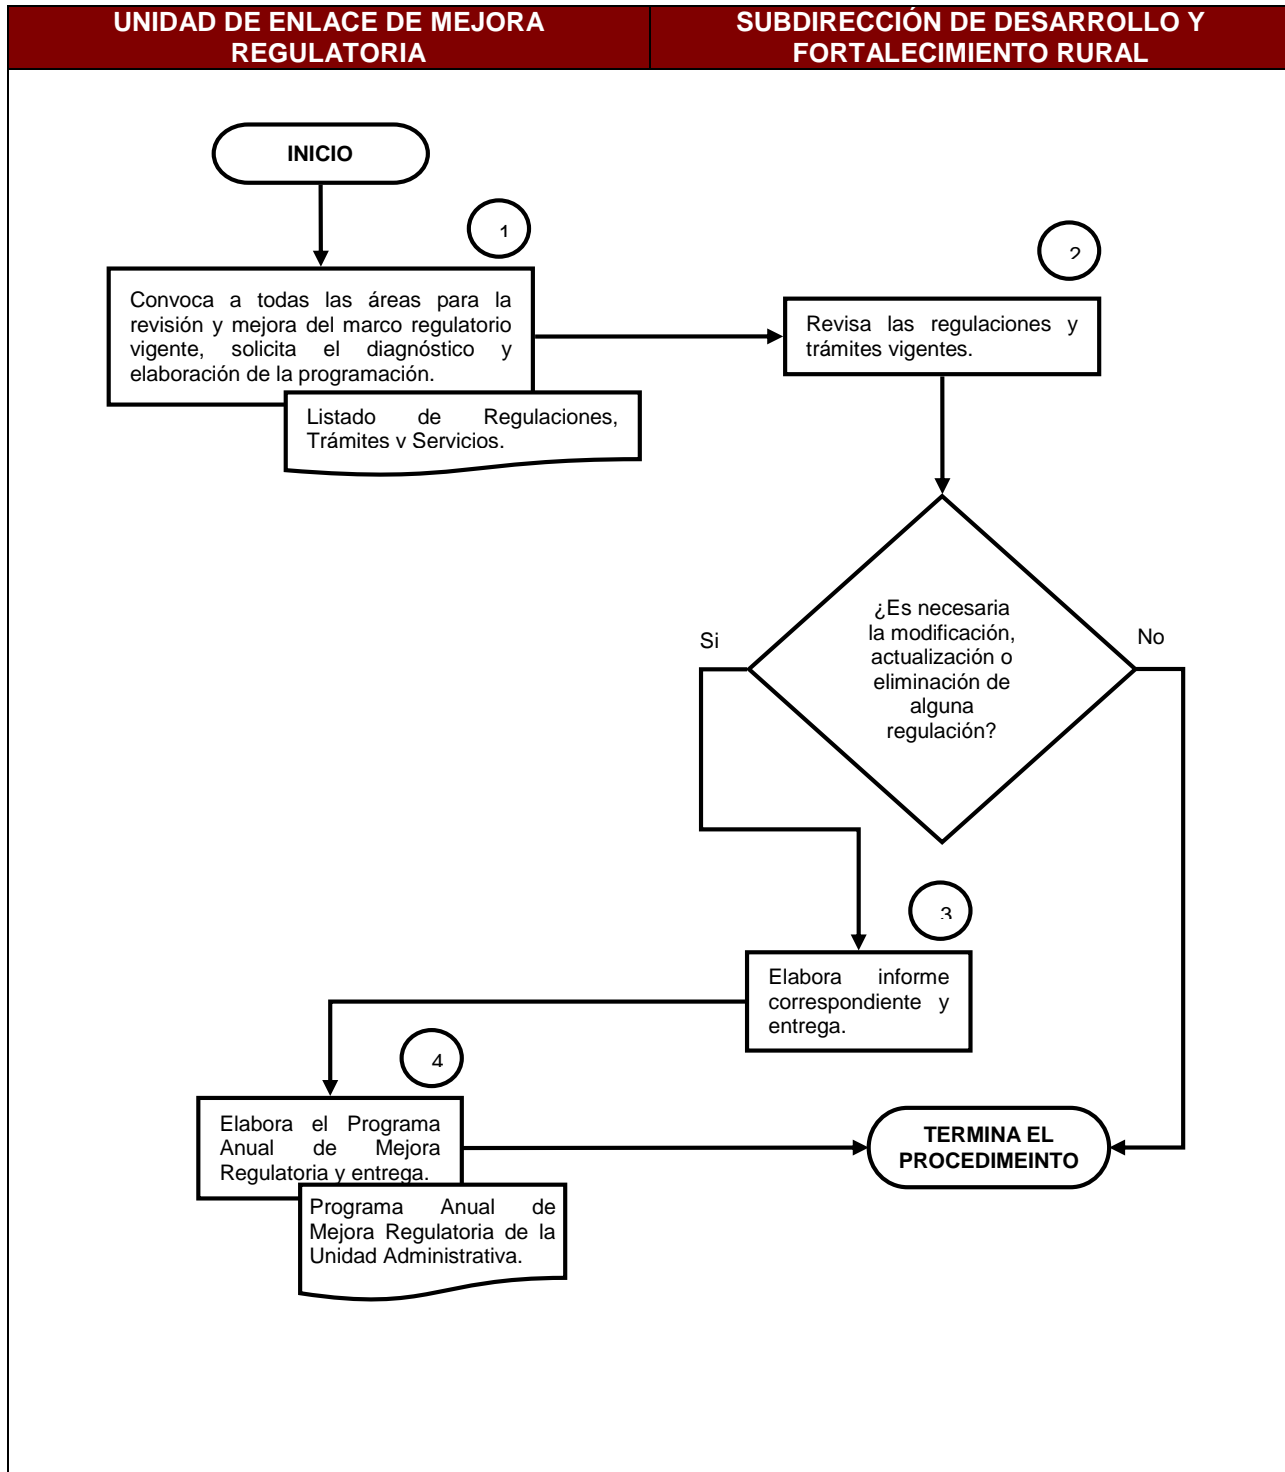 UNIDAD DE ENLACE DE MEJORA
REGULATORIA
SUBDIRECCIÓN DE DESARROLLO Y
FORTALECIMIENTO RURAL
INICIO
1
Convoca a todas las áreas para la
revisión y mejora del marco regulatorio
vigente, solicita el diagnóstico y
elaboración de la programación.
Listado de Regulaciones,
Trámites y Servicios.
2
Revisa las regulaciones y
trámites vigentes.
¿Es necesaria
la modificación,
actualización o
eliminación de
alguna
regulación?
Si
No
3
Elabora informe
correspondiente y
entrega.
4
Elabora el Programa
Anual de Mejora
Regulatoria y entrega.
Programa Anual de
Mejora Regulatoria de la
Unidad Administrativa.
TERMINA EL
PROCEDIMEINTO